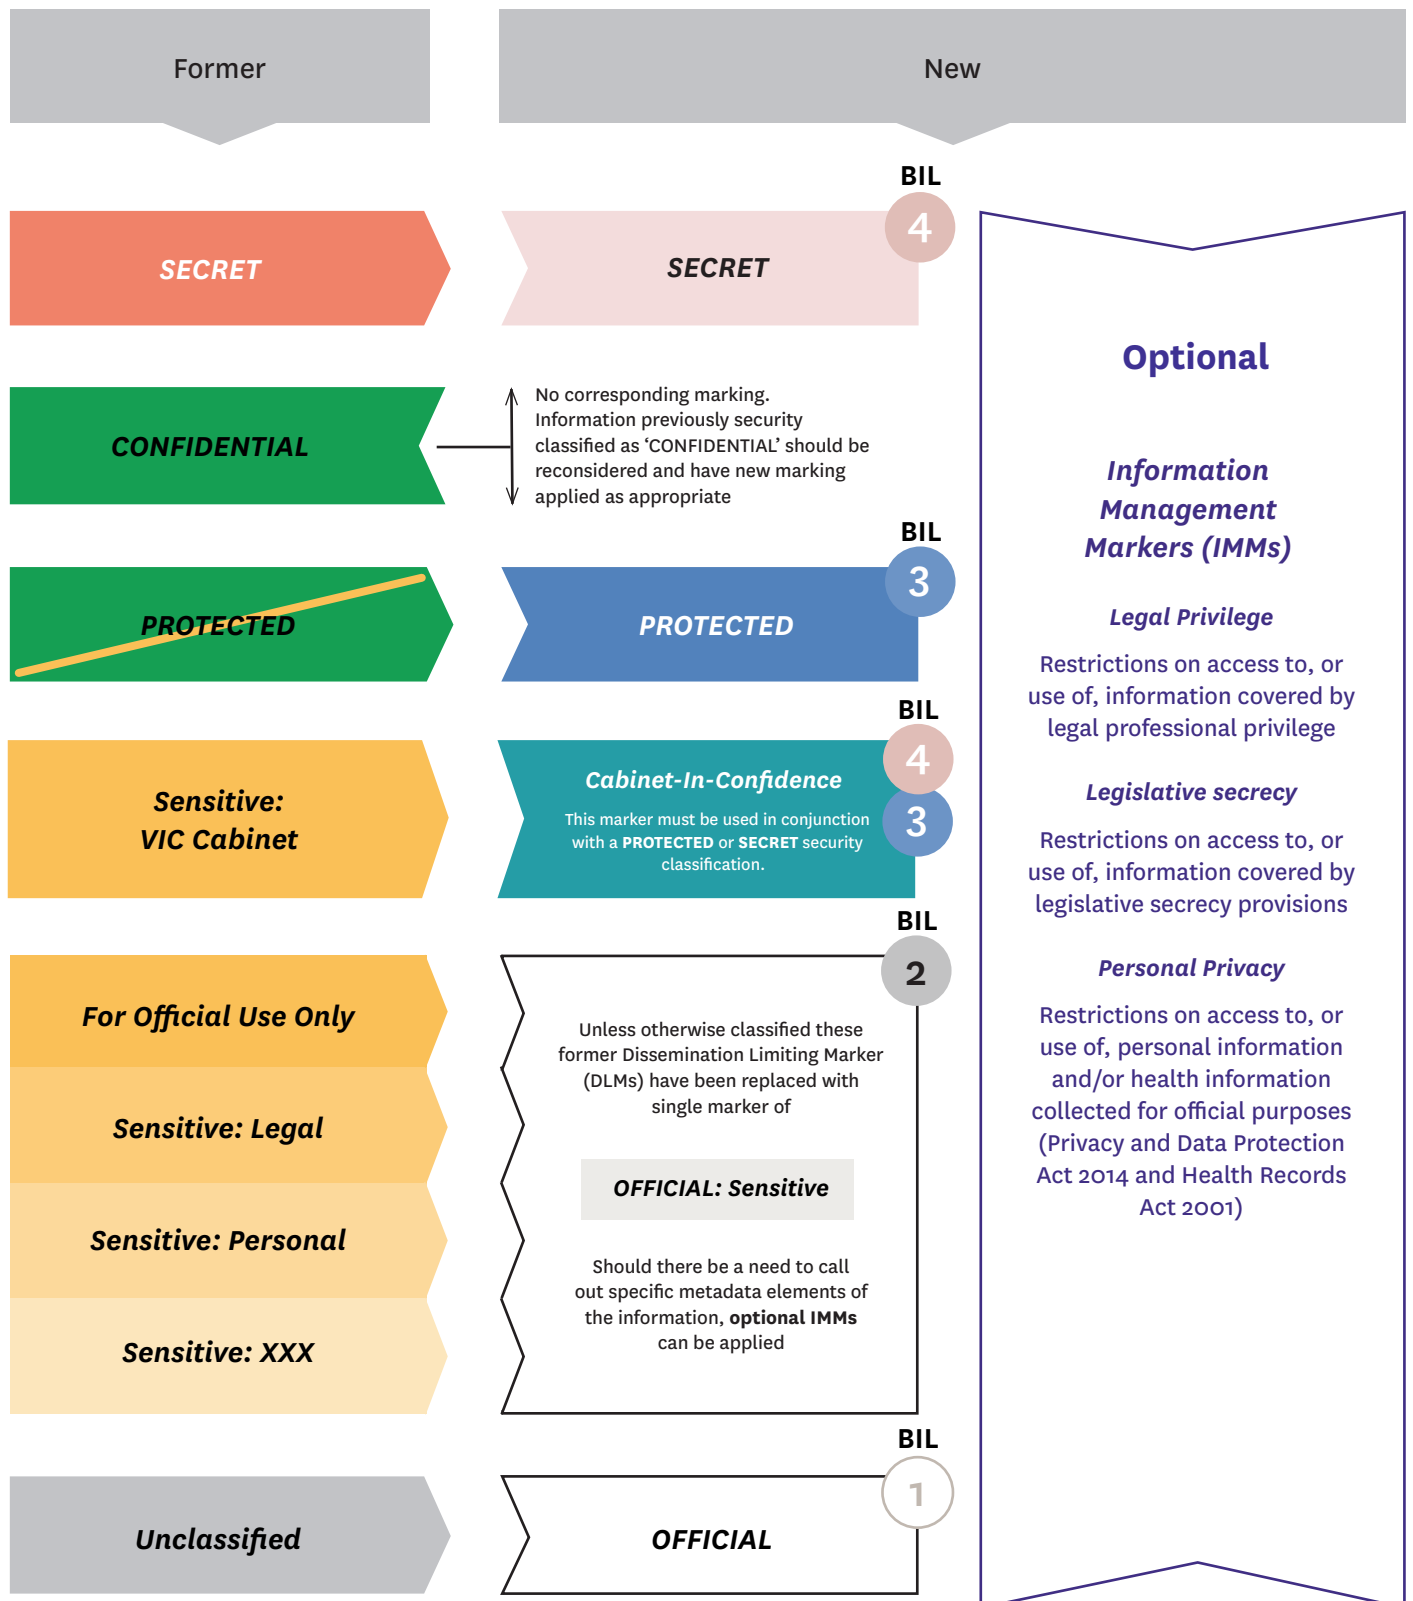 Former
New
BIL
4
SECRET
SECRET
CONFIDENTIAL
No corresponding marking.
Information previously security
classified as ‘CONFIDENTIAL’ should be
reconsidered and have new marking
applied as appropriate
BIL
3
PROTECTED
PROTECTED
BIL
4
3
Sensitive:
VIC Cabinet
Cabinet-In-Confidence
This marker must be used in conjunction
with a PROTECTED or SECRET security
classification.
BIL
2
For Official Use Only
Sensitive: Legal
Sensitive: Personal
Sensitive: XXX
Unless otherwise classified these
former Dissemination Limiting Marker
(DLMs) have been replaced with
single marker of
OFFICIAL: Sensitive
Should there be a need to call
out specific metadata elements of
the information, optional IMMs
can be applied
BIL
1
Unclassified
OFFICIAL
Optional
Information
Management
Markers (IMMs)
Legal Privilege
Restrictions on access to, or
use of, information covered by
legal professional privilege
Legislative secrecy
Restrictions on access to, or
use of, information covered by
legislative secrecy provisions
Personal Privacy
Restrictions on access to, or
use of, personal information
and/or health information
collected for official purposes
(Privacy and Data Protection
Act 2014 and Health Records
Act 2001)